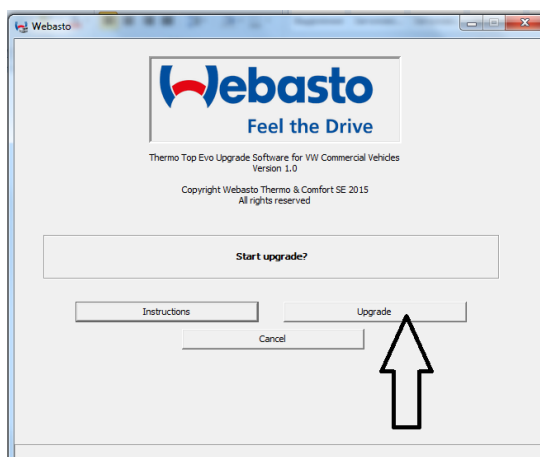 Webasto
Webasto
Feel the Drive
Thermo Top Evo Upgrade Software for VW Commercial Vehicles
Version 1.0
Copyright Webasto Thermo & Comfort SE 2015
All rights reserved
Start upgrade?
Instructions
Upgrade
Cancel